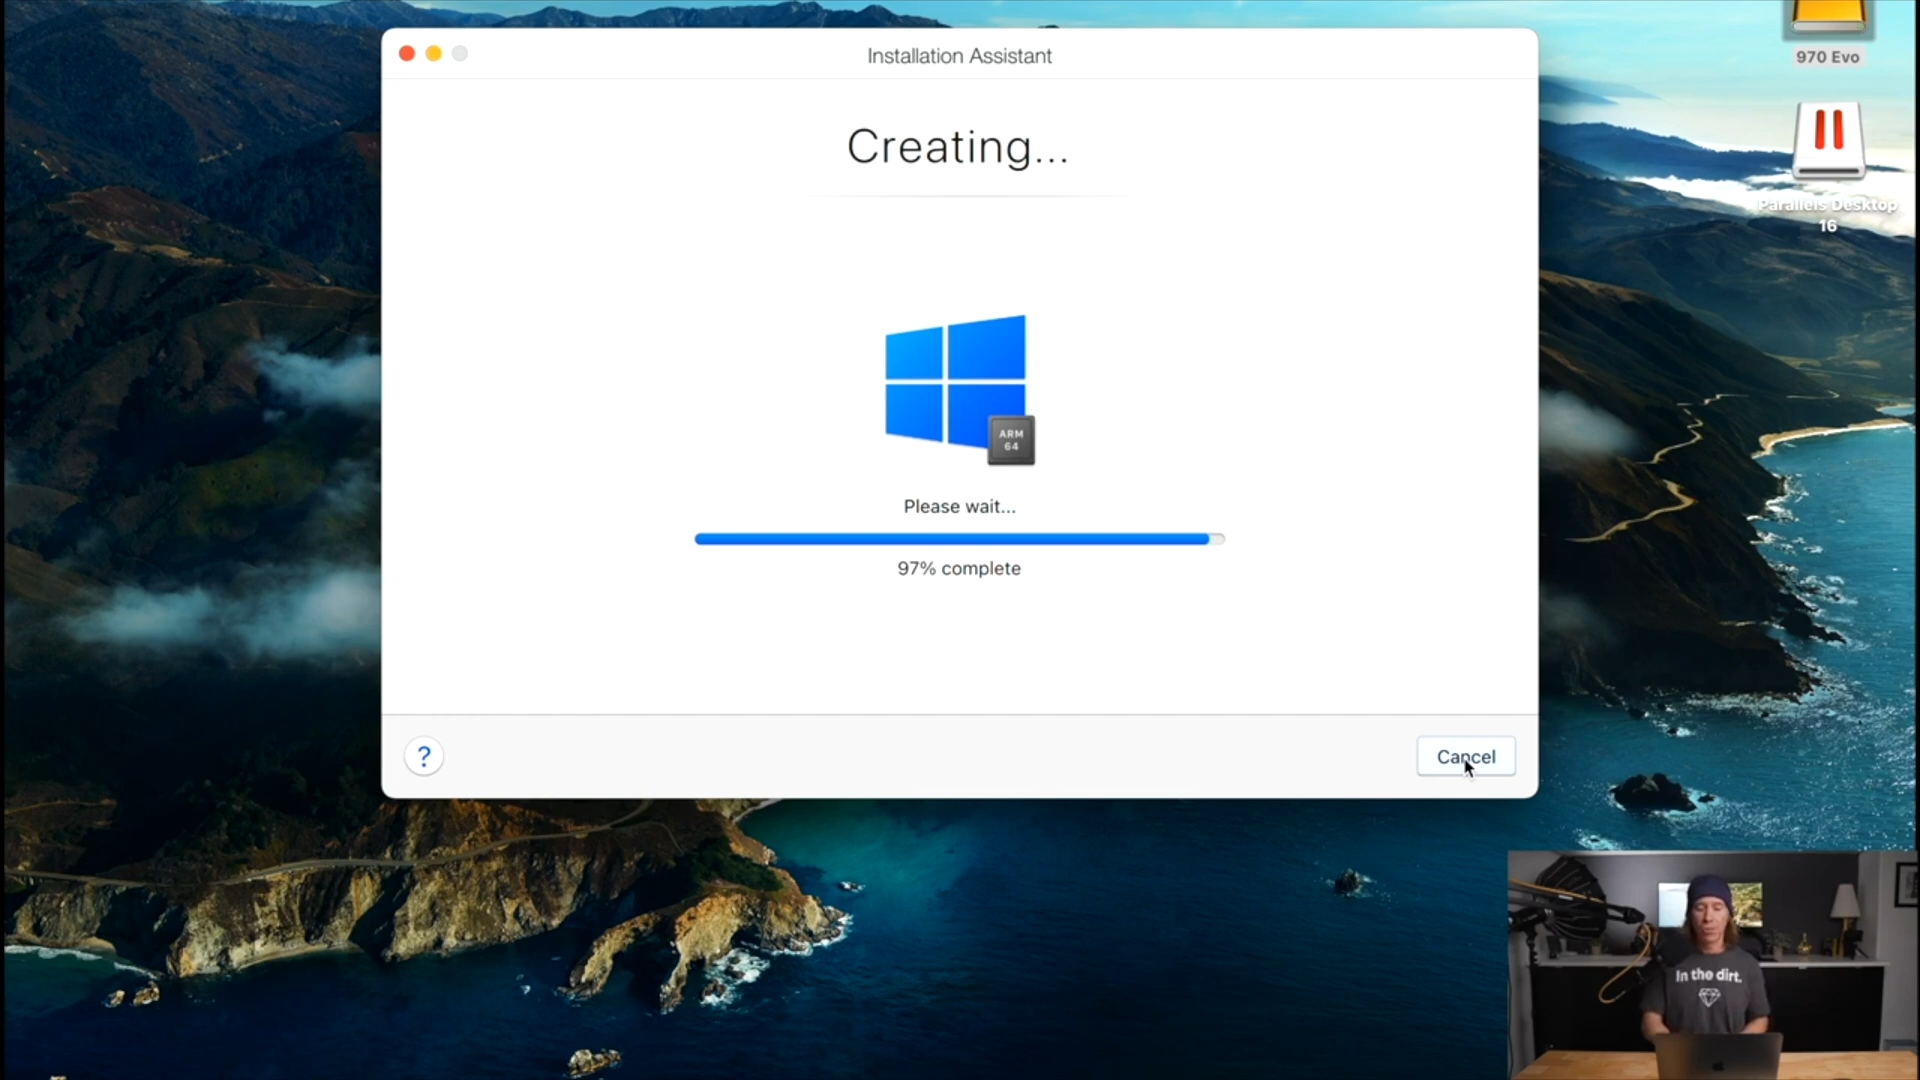 Installation Assistant
970 Evo
Creating...
Parallels Desktop
16
ARM
64
Please wait...
97% complete
?
Cancel
In the dirt.